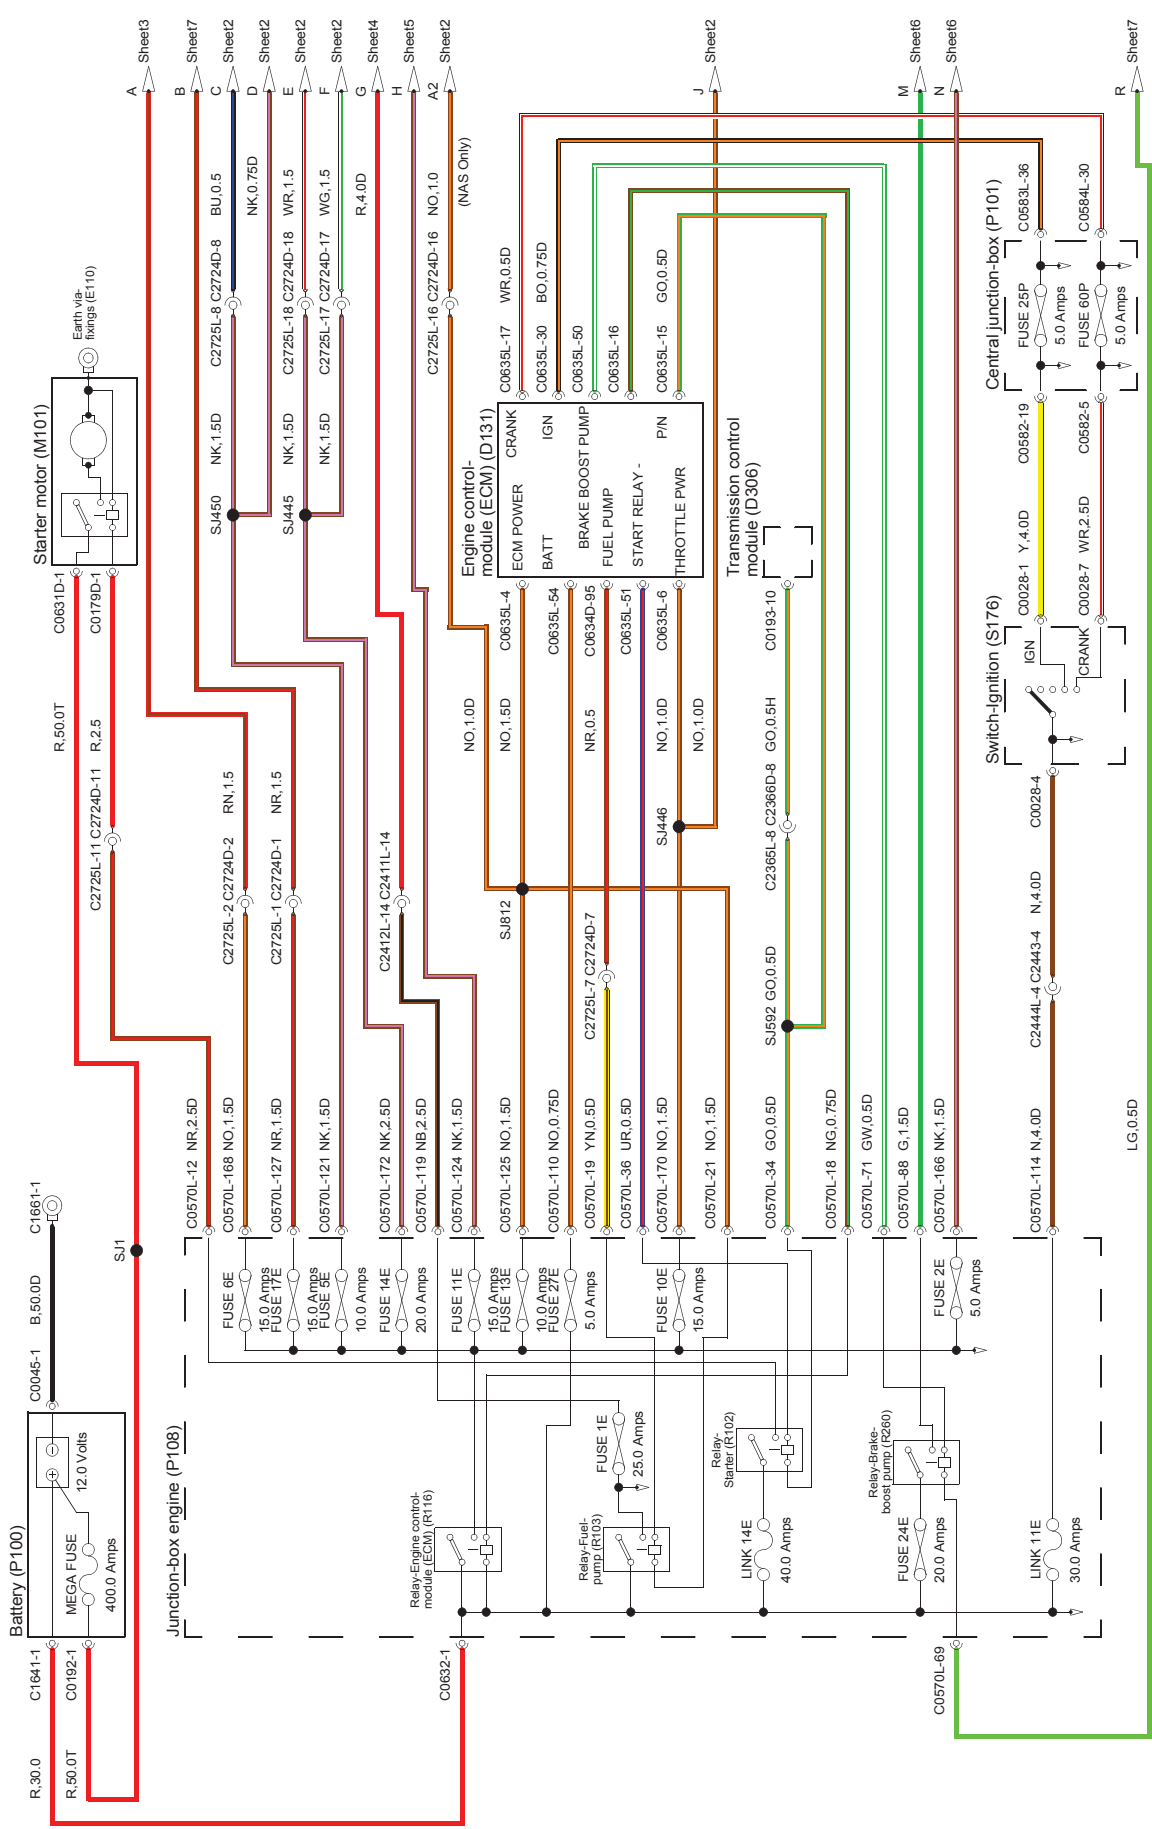 Battery (P100)
MEGA FUSE
400.0 Amps
12.0 Volts
C1641-1
C0192-1
R,30.0
R,50.0T
C0045-1
B,50.0D
C1661-1
SJ1
Starter motor (M101)
Earth via-
fixings (E110)
C0631D-1
C0179D-1
R,50.0T
R,2.5
C2725L-11 C2724D-11
A
Sheet3
B
Sheet7
C
Sheet2
D
Sheet2
E
Sheet2
F
Sheet2
G
Sheet4
H
Sheet5
A2
Sheet2
J
Sheet2
M
Sheet6
N
Sheet6
R
Sheet7
RN,1.5
C2725L-2 C2724D-2
NR,1.5
C2725L-1 C2724D-1
SJ450
NK,1.5D
C2725L-8 C2724D-8
BU,0.5
NK,0.75D
SJ445
NK,1.5D
C2725L-18 C2724D-18
WR,1.5
NK,1.5D
C2725L-17 C2724D-17
WG,1.5
R,4.0D
C2412L-14 C2411L-14
C2725L-16 C2724D-16
NO,1.0
(NAS Only)
Engine control-
module (ECM) (D131)
ECM POWER
BATT
FUEL PUMP
START RELAY -
THROTTLE PWR
CRANK
IGN
BRAKE BOOST PUMP
P/N
C0635L-4
C0635L-54
C0634D-95
C0635L-51
C0635L-6
C0635L-17
WR,0.5D
C0635L-30
BO,0.75D
C0635L-50
C0635L-16
C0635L-15
GO,0.5D
NO,1.0D
NO,1.5D
NR,0.5
NO,1.0D
NO,1.0D
SJ812
SJ446
C2725L-7 C2724D-7
Transmission control
module (D306)
C0193-10
GO,0.5H
C2365L-8 C2366D-8
SJ592
GO,0.5D
Central junction-box (P101)
FUSE 25P
5.0 Amps
FUSE 60P
5.0 Amps
C0583L-36
C0584L-30
C0582-19
C0582-5
Y,4.0D
WR,2.5D
C0028-1
C0028-7
Switch-Ignition (S176)
IGN
CRANK
C0028-4
N,4.0D
C2444L-4 C2443-4
Junction-box engine (P108)
C0570L-12 NR,2.5D
C0570L-168 NO,1.5D
C0570L-127 NR,1.5D
C0570L-121 NK,1.5D
C0570L-172 NK,2.5D
C0570L-119 NB,2.5D
C0570L-124 NK,1.5D
C0570L-125 NO,1.5D
C0570L-110 NO,0.75D
C0570L-19 YN,0.5D
C0570L-36 UR,0.5D
C0570L-170 NO,1.5D
C0570L-21 NO,1.5D
C0570L-34 GO,0.5D
C0570L-18 NG,0.75D
C0570L-71 GW,0.5D
C0570L-88 G,1.5D
C0570L-166 NK,1.5D
C0570L-114 N,4.0D
FUSE 6E
15.0 Amps
FUSE 17E
15.0 Amps
FUSE 5E
10.0 Amps
FUSE 14E
20.0 Amps
FUSE 11E
15.0 Amps
FUSE 13E
10.0 Amps
FUSE 27E
5.0 Amps
FUSE 10E
15.0 Amps
FUSE 2E
5.0 Amps
FUSE 1E
25.0 Amps
Relay-Engine control-
module (ECM) (R116)
Relay-Fuel-
pump (R103)
Relay-
Starter (R102)
Relay-Brake-
boost pump (R260)
LINK 14E
40.0 Amps
FUSE 24E
20.0 Amps
LINK 11E
30.0 Amps
C0632-1
C0570L-69
LG,0.5D